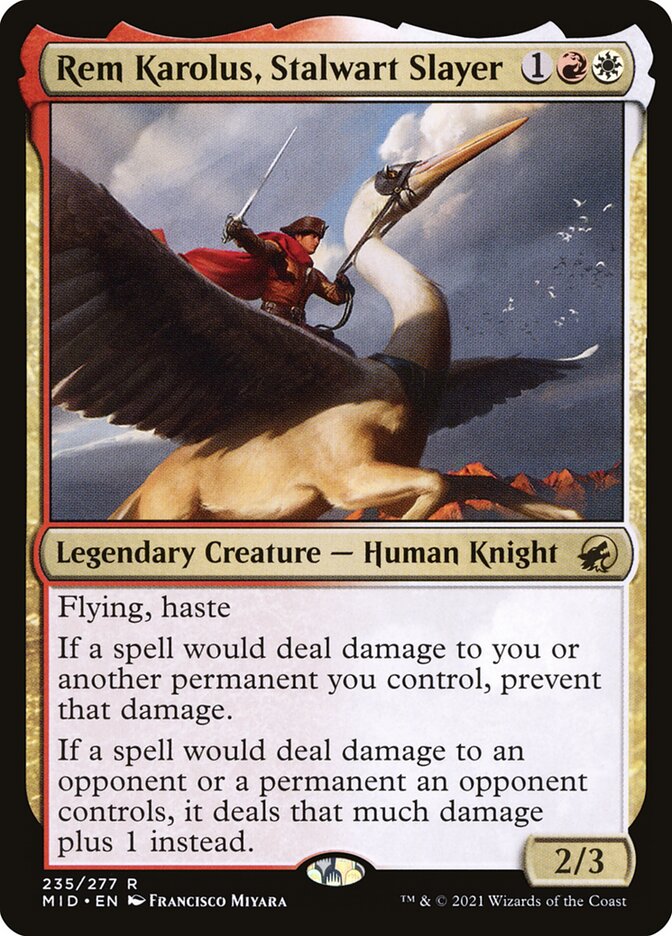 Rem Karolus, Stalwart Slayer 1
Legendary Creature — Human Knight
Flying, haste
If a spell would deal damage to you or
another permanent you control, prevent
that damage.
If a spell would deal damage to an
opponent or a permanent an opponent
controls, it deals that much damage
plus 1 instead.
2/3
235/277 R
MID • EN Francisco Miyara
™ & © 2021 Wizards of the Coast